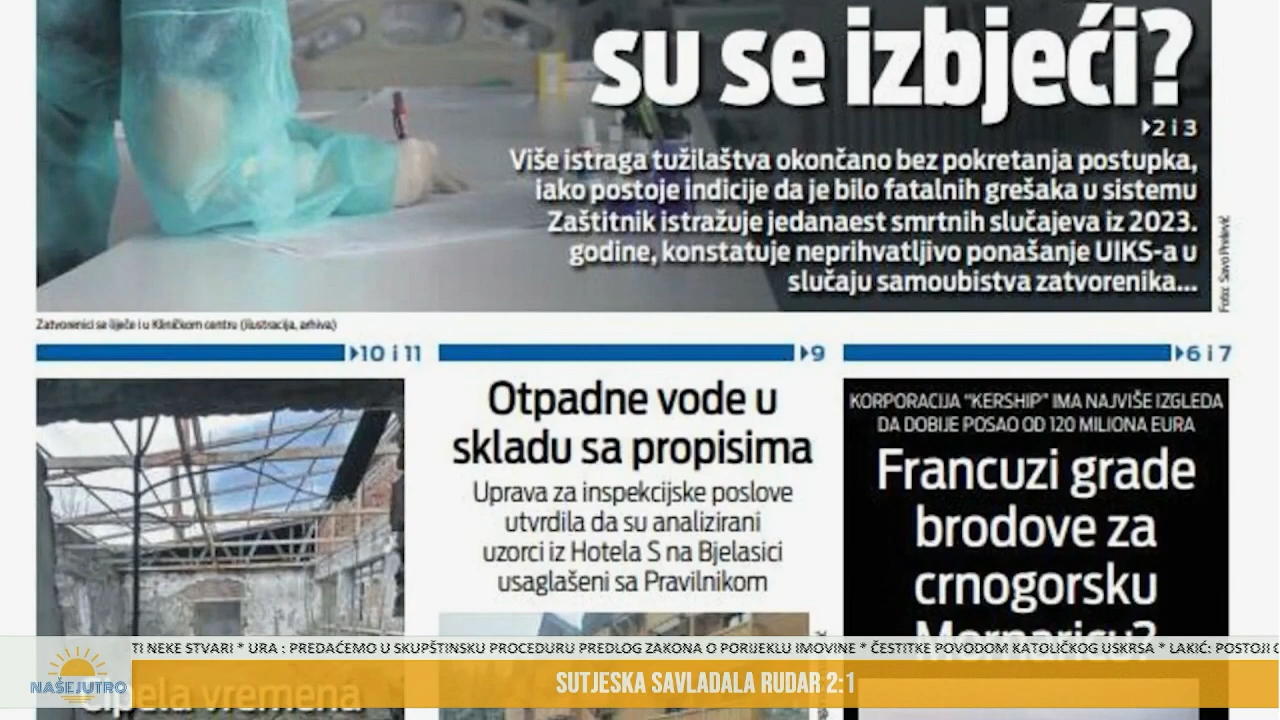 su se izbjeći?
2 i 3
Više istraga tužilaštva okončano bez pokretanja postupka,
iako postoje indicije da je bilo fatalnih grešaka u sistemu
Zaštitnik istražuje jedanaest smrtnih slučajeva iz 2023.
godine, konstatuje neprihvatljivo ponašanje UIKS-a u
slučaju samoubistva zatvorenika...
Foto: Savo Prelević
Zatvorenici se liječe i u Kliničkom centru (ilustracija, arhiva)
10 i 11
9
Otpadne vode u
skladu sa propisima
Uprava za inspekcijske poslove
utvrdila da su analizirani
uzorci iz Hotela S na Bjelasici
usaglašeni sa Pravilnikom
6 i 7
KORPORACIJA "KERSHIP" IMA NAJVIŠE IZGLEDA
DA DOBIJE POSAO OD 120 MILIONA EURA
Francuzi grade
brodove za
crnogorsku
Mornaricu?
TI NEKE STVARI * URA : PREDAĆEMO U SKUPŠTINSKU PROCEDURU PREDLOG ZAKONA O PORIJEKLU IMOVINE * ČESTITKE POVODOM KATOLIČKOG USKRSA * LAKIĆ: POSTOJI
vremena
NAŠEJUTRO
SUTJESKA SAVLADALA RUDAR 2:1